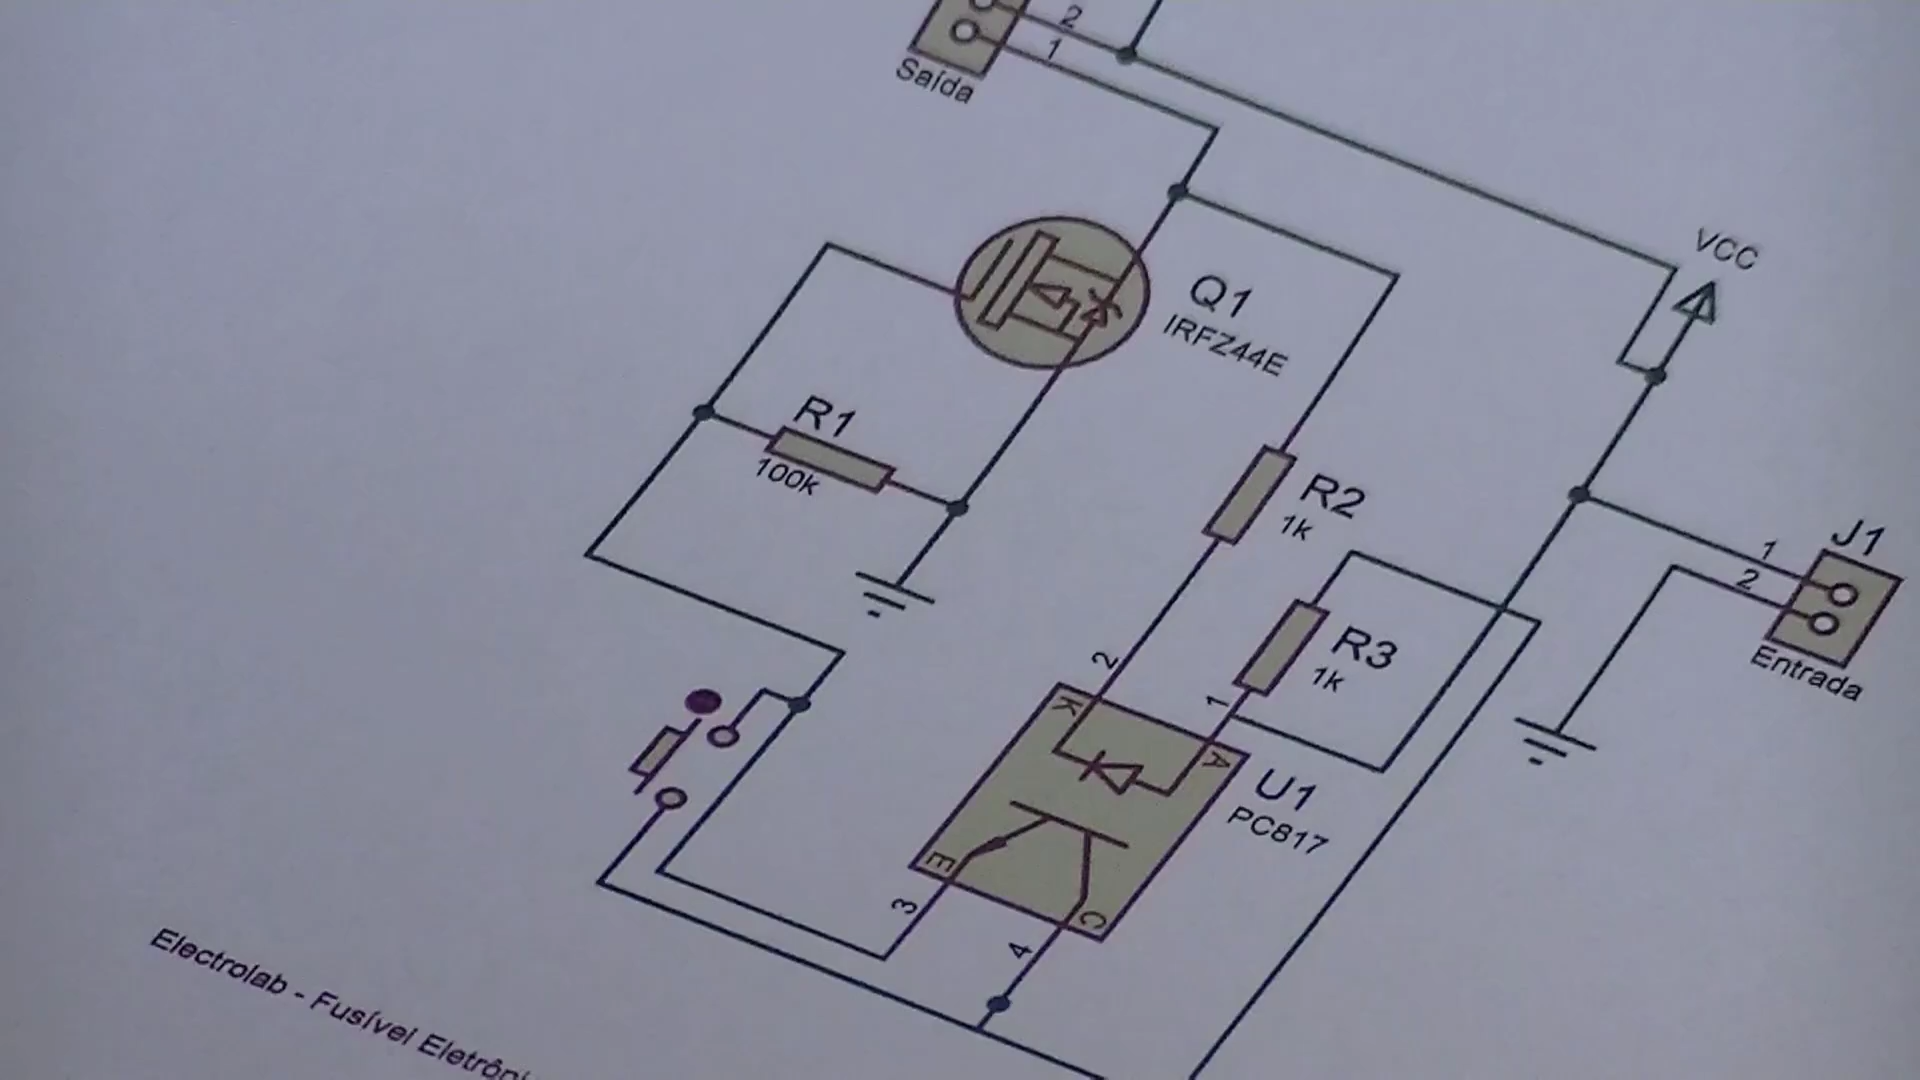 2
1
Saída
VCC
Q1
IRFZ44E
R1
100k
R2
1k
J1
1
2
Entrada
R3
1k
2
1
K
A
U1
PC817
E
C
3
4
Electrolab - Fusível